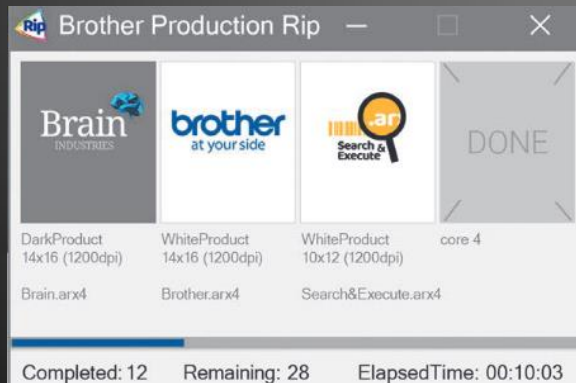 Rip Brother Production Rip
Brain
INDUSTRIES
brother
at your side
.ar
Search &
Execute
DONE
DarkProduct
14x16 (1200dpi)
Brain.arx4
WhiteProduct
14x16 (1200dpi)
Brother.arx4
WhiteProduct
10x12 (1200dpi)
Search&Execute.arx4
core 4
Completed: 12 Remaining: 28 ElapsedTime: 00:10:03